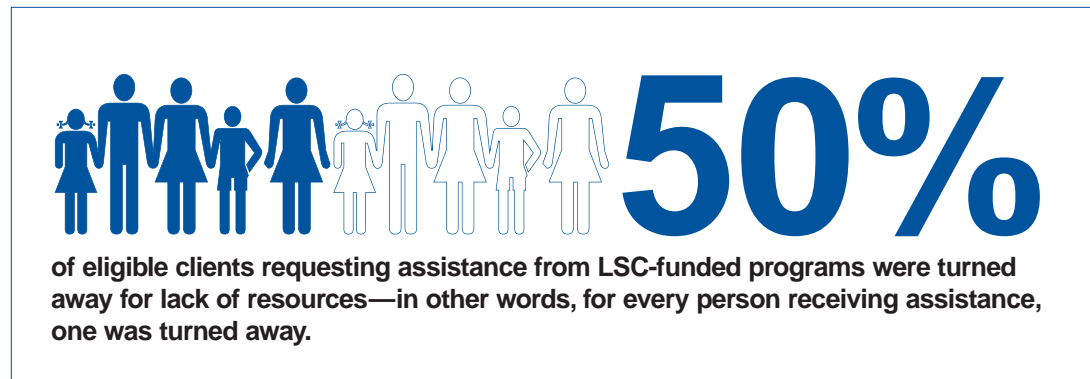 50%
of eligible clients requesting assistance from LSC-funded programs were turned
away for lack of resources—in other words, for every person receiving assistance,
one was turned away.